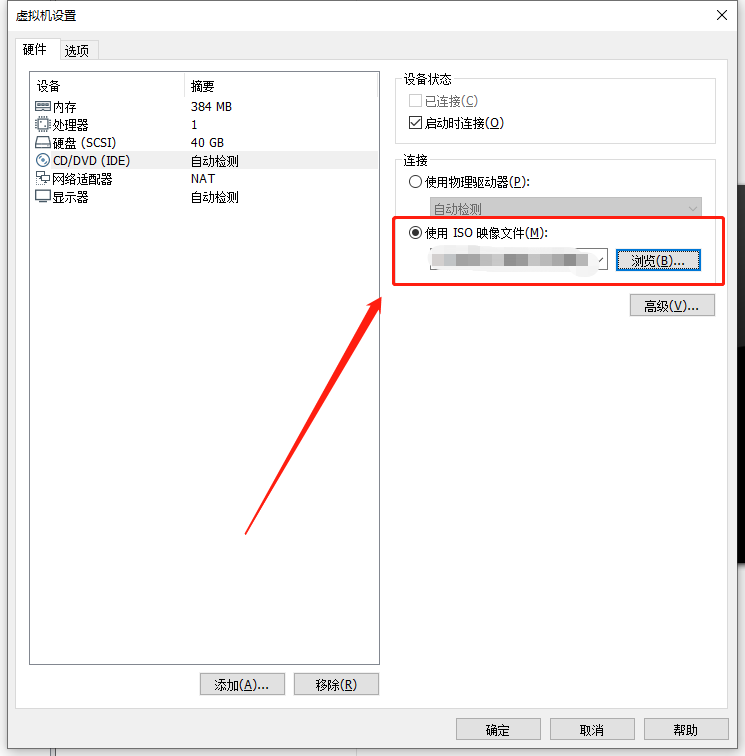 虚拟机设置
硬件 选项
设备 摘要
内存 384 MB
处理器 1
硬盘 (SCSI) 40 GB
CD/DVD (IDE) 自动检测
网络适配器 NAT
显示器 自动检测
添加(A)... 移除(R)
设备状态
已连接(C)
启动时连接(O)
连接
使用物理驱动器(P):
自动检测
使用 ISO 映像文件(M):
浏览(B)...
高级(V)...
确定 取消 帮助